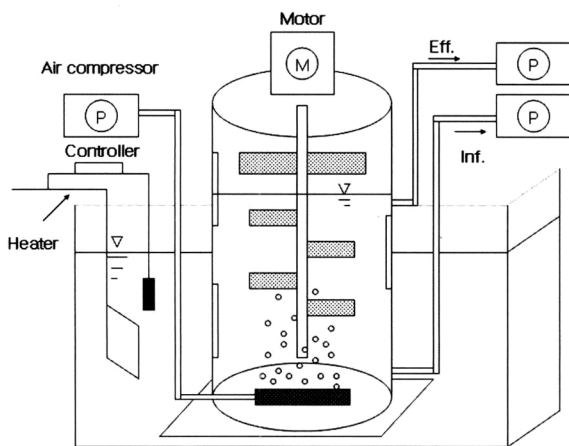 Motor
M
Eff.
P
Air compressor
P
P
Controller
Inf.
Heater